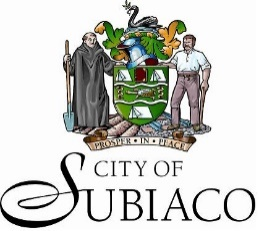 PROSPER · IN · PEACE
CITY OF
SUBIACO